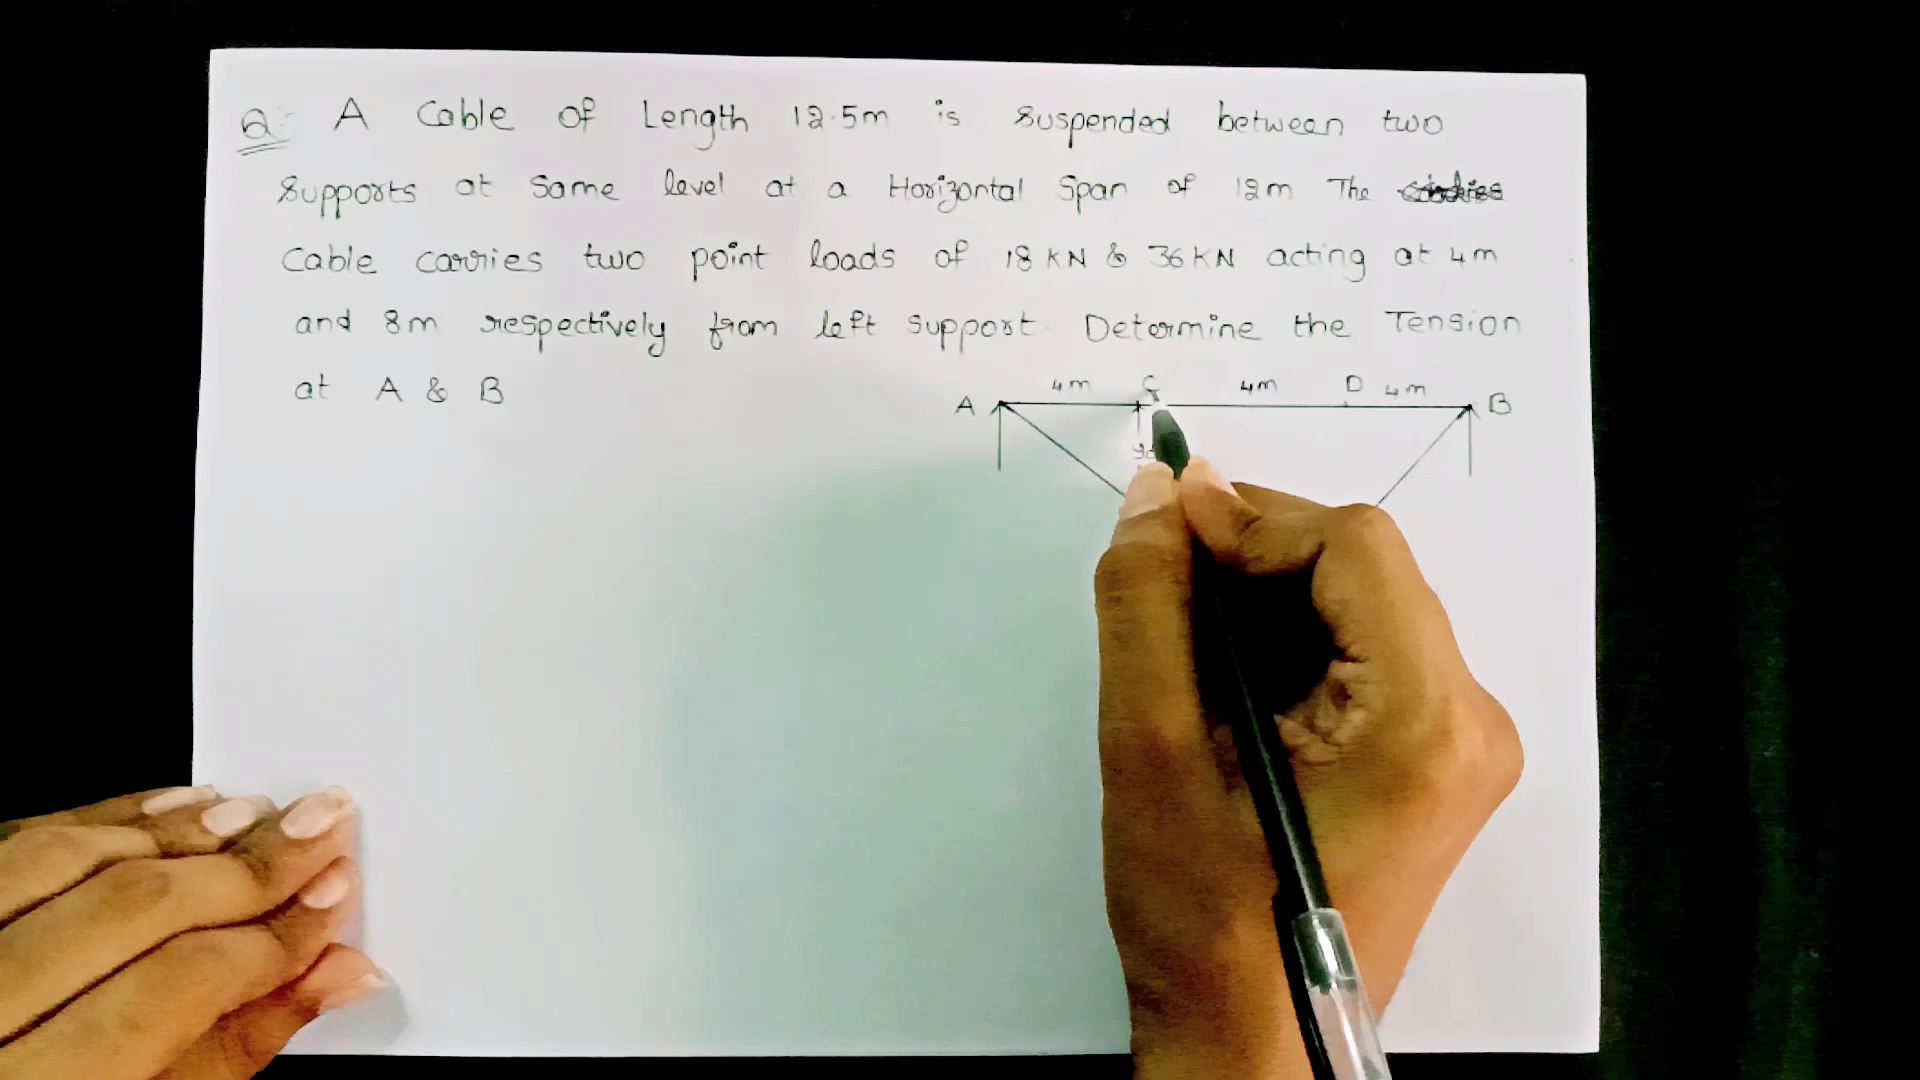 Q:- A Cable of Length 12.5m is suspended between two
supports at same level at a Horizontal Span of 12m The
Cable carries two point loads of 18 KN & 36 KN acting at 4m
and 8m respectively from left support. Determine the Tension
at A & B
4m C 4m D 4m
A B